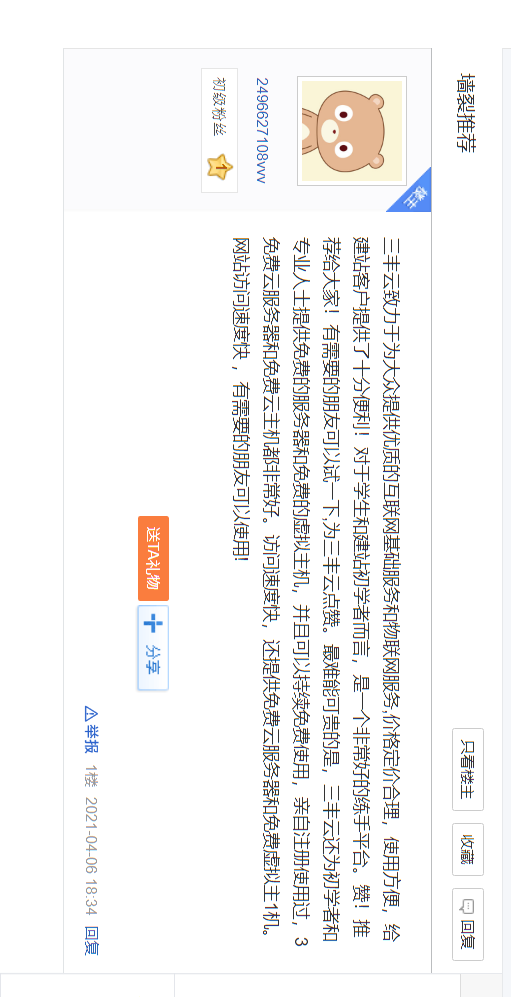 墙裂推荐
只看楼主
收藏
回复
楼主
2496627108vvv
初级粉丝
1
三丰云致力于为大众提供优质的互联网基础服务和物联网服务,价格定价合理，使用方便，给
建站客户提供了十分便利！对于学生和建站初学者而言，是一个非常好的练手平台。赞！推
荐给大家！有需要的朋友可以试一下,为三丰云点赞。最难能可贵的是，三丰云还为初学者和
专业人士提供免费的服务器和免费的虚拟主机，并且可以持续免费使用，亲自注册使用过，3
免费云服务器和免费云主机都非常好。访问速度快，还提供免费云服务器和免费虚拟主1机。
网站访问速度快 ，有需要的朋友可以使用!
送TA礼物
分享
举报 1楼 2021-04-06 18:34 回复